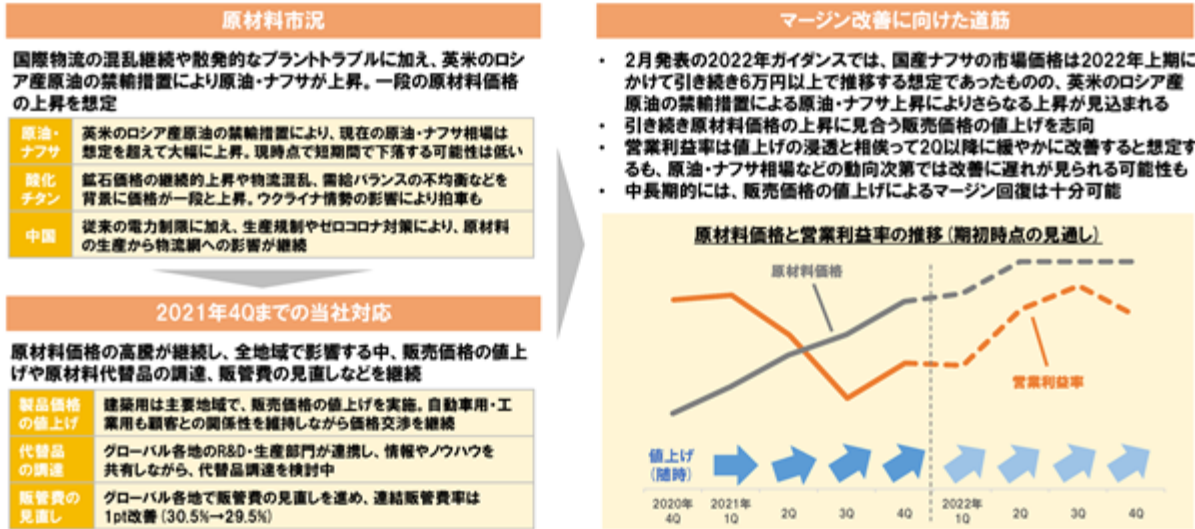 原材料市況
国際物流の混乱継続や散発的なプラントトラブルに加え、英米のロシ
ア産原油の禁輸措置により原油・ナフサが上昇。一段の原材料価格
の上昇を想定
原油・
ナフサ
英米のロシア産原油の禁輸措置により、現在の原油・ナフサ相場は
想定を超えて大幅に上昇。現時点で短期間で下落する可能性は低い
酸化
チタン
鉱石価格の継続的上昇や物流混乱、需給バランスの不均衡などを
背景に価格が一段と上昇。ウクライナ情勢の影響により拍車も
中国
従来の電力制限に加え、生産規制やゼロコロナ対策により、原材料
の生産から物流網への影響が継続
2021年4Qまでの当社対応
原材料価格の高騰が継続し、全地域で影響する中、販売価格の値上
げや原材料代替品の調達、販管費の見直しなどを継続
製品価格
の値上げ
建築用は主要地域で、販売価格の値上げを実施。自動車用・工
業用も顧客との関係性を維持しながら価格交渉を継続
代替品
の調達
グローバル各地のR&D・生産部門が連携し、情報やノウハウを
共有しながら、代替品調達を検討中
販管費の
見直し
グローバル各地で販管費の見直しを進め、連結販管費率は
1pt改善(30.5%→29.5%)
マージン改善に向けた道筋
• 2月発表の2022年ガイダンスでは、国産ナフサの市場価格は2022年上期に
かけて引き続き6万円以上で推移する想定であったものの、英米のロシア産
原油の禁輸措置による原油・ナフサ上昇によりさらなる上昇が見込まれる
• 引き続き原材料価格の上昇に見合う販売価格の値上げを志向
• 営業利益率は値上げの浸透と相俟って2Q以降に緩やかに改善すると想定す
るも、原油・ナフサ相場などの動向次第では改善に遅れが見られる可能性も
• 中長期的には、販売価格の値上げによるマージン回復は十分可能
原材料価格と営業利益率の推移(期初時点の見通し)
原材料価格
営業利益率
値上げ
(随時)
2020年 2021年 2022年
4Q 1Q 2Q 3Q 4Q 1Q 2Q 3Q 4Q